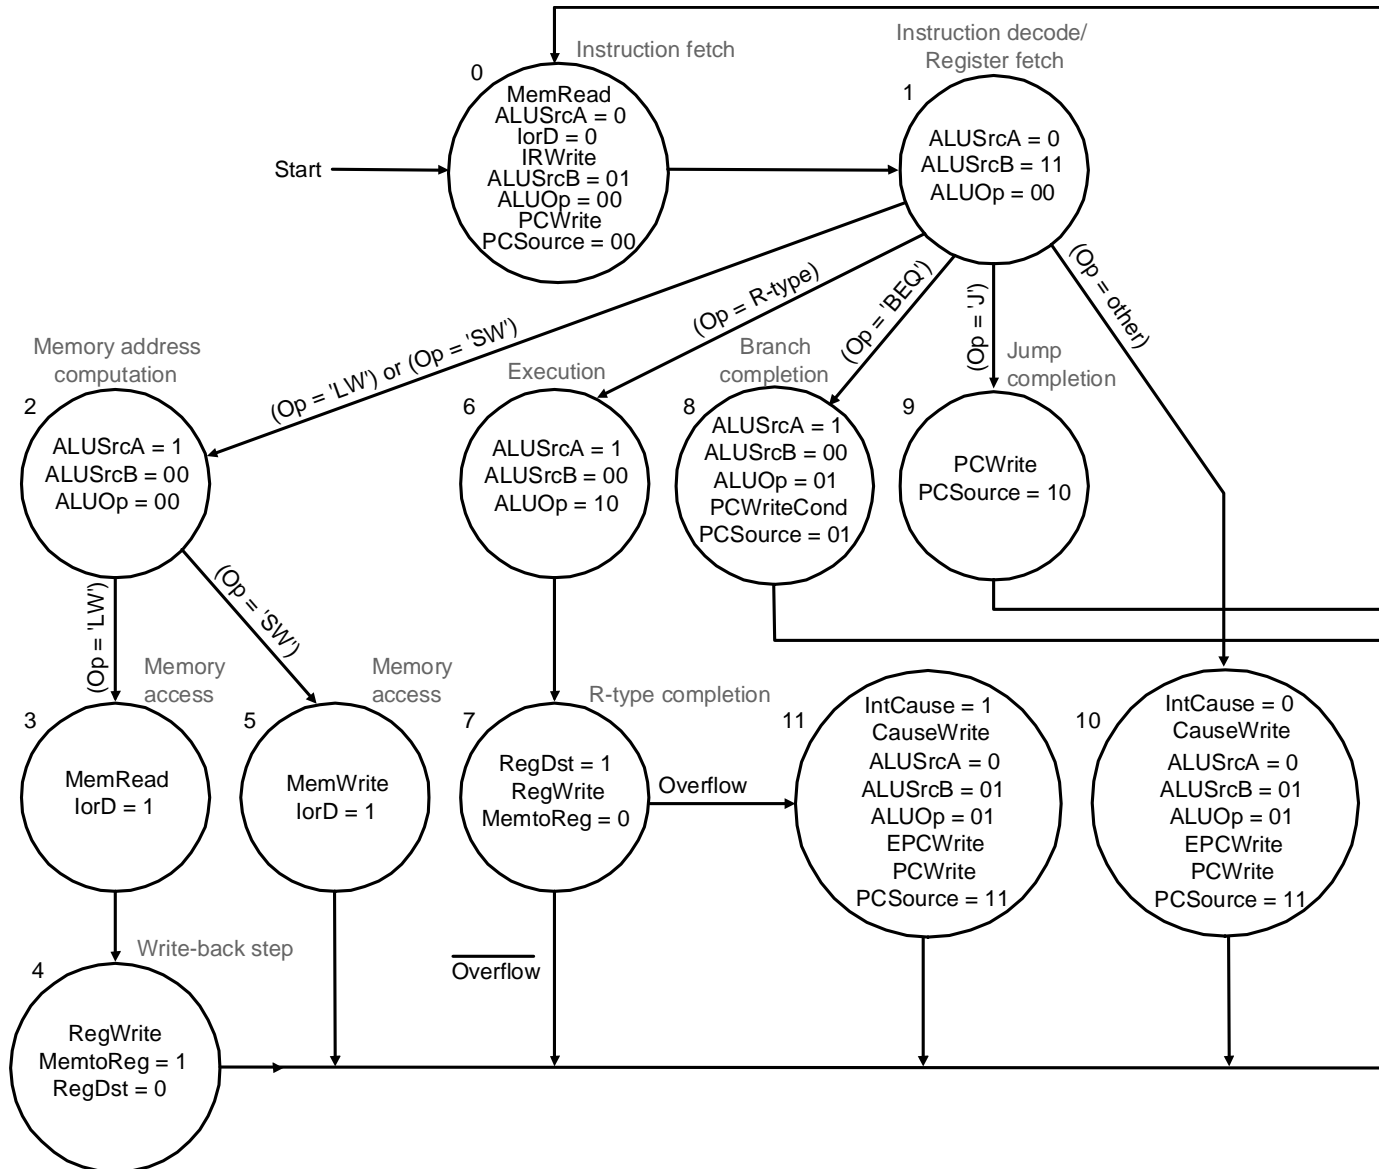 Instruction fetch
0
MemRead
ALUSrcA = 0
IorD = 0
IRWrite
ALUSrcB = 01
ALUOp = 00
PCWrite
PCSource = 00
Start
Instruction decode/
Register fetch
1
ALUSrcA = 0
ALUSrcB = 11
ALUOp = 00
(Op = 'LW') or (Op = 'SW')
(Op = R-type)
(Op = 'BEQ')
(Op = 'J')
(Op = other)
Memory address
computation
2
ALUSrcA = 1
ALUSrcB = 00
ALUOp = 00
Execution
6
ALUSrcA = 1
ALUSrcB = 00
ALUOp = 10
Branch
completion
8
ALUSrcA = 1
ALUSrcB = 00
ALUOp = 01
PCWriteCond
PCSource = 01
Jump
completion
9
PCWrite
PCSource = 10
(Op = 'LW')
(Op = 'SW')
Memory
access
3
MemRead
IorD = 1
Memory
access
5
MemWrite
IorD = 1
R-type completion
7
RegDst = 1
RegWrite
MemtoReg = 0
Overflow
Overflow
11
IntCause = 1
CauseWrite
ALUSrcA = 0
ALUSrcB = 01
ALUOp = 01
EPCWrite
PCWrite
PCSource = 11
10
IntCause = 0
CauseWrite
ALUSrcA = 0
ALUSrcB = 01
ALUOp = 01
EPCWrite
PCWrite
PCSource = 11
Write-back step
4
RegWrite
MemtoReg = 1
RegDst = 0